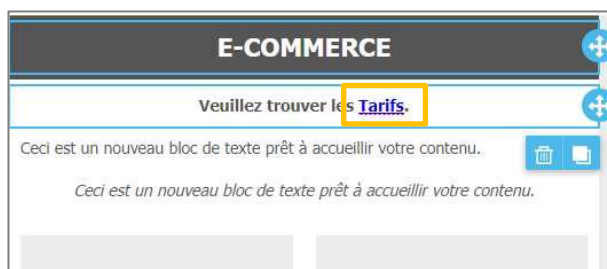 E-COMMERCE
Veuillez trouver les Tarifs.
Ceci est un nouveau bloc de texte prêt à accueillir votre contenu.
Ceci est un nouveau bloc de texte prêt à accueillir votre contenu.